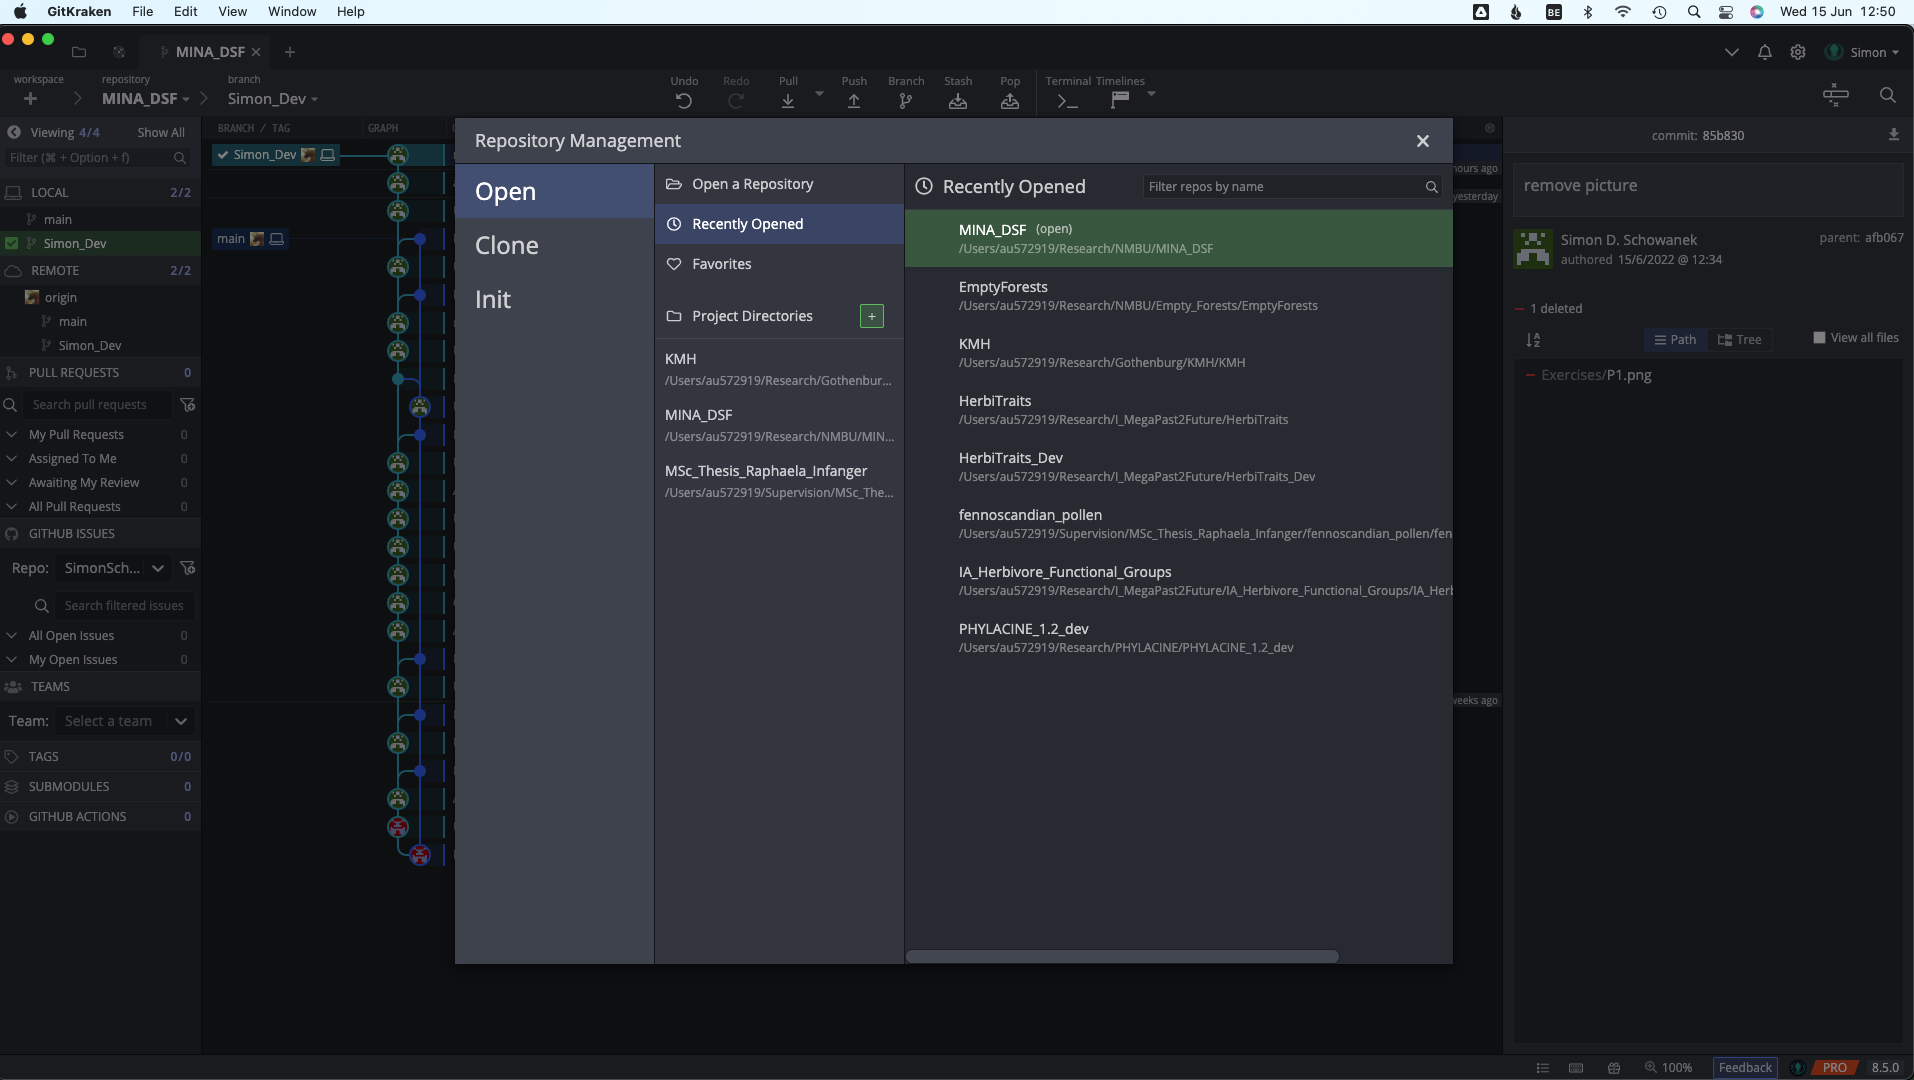 GitKraken File Edit View Window Help
BE
Wed 15 Jun 12:50
MINA_DSF
Simon
workspace
repository
MINA_DSF
branch
Simon_Dev
Undo
Redo
Pull
Push
Branch
Stash
Pop
Terminal
Timelines
Viewing 4/4
Show All
Filter (⌘ + Option + f)
LOCAL 2/2
main
Simon_Dev
REMOTE 2/2
origin
main
Simon_Dev
PULL REQUESTS 0
Search pull requests
My Pull Requests 0
Assigned To Me 0
Awaiting My Review 0
All Pull Requests 0
GITHUB ISSUES
Repo: SimonSch...
Search filtered issues
All Open Issues 0
My Open Issues 0
TEAMS
Team: Select a team
TAGS 0/0
SUBMODULES 0
GITHUB ACTIONS 0
BRANCH / TAG
GRAPH
Simon_Dev
main
Repository Management
Open
Clone
Init
Open a Repository
Recently Opened
Favorites
Project Directories +
KMH
/Users/au572919/Research/Gothenbur...
MINA_DSF
/Users/au572919/Research/NMBU/MIN...
MSc_Thesis_Raphaela_Infanger
/Users/au572919/Supervision/MSc_The...
Recently Opened
Filter repos by name
MINA_DSF (open)
/Users/au572919/Research/NMBU/MINA_DSF
EmptyForests
/Users/au572919/Research/NMBU/Empty_Forests/EmptyForests
KMH
/Users/au572919/Research/Gothenburg/KMH/KMH
HerbiTraits
/Users/au572919/Research/I_MegaPast2Future/HerbiTraits
HerbiTraits_Dev
/Users/au572919/Research/I_MegaPast2Future/HerbiTraits_Dev
fennoscandian_pollen
/Users/au572919/Supervision/MSc_Thesis_Raphaela_Infanger/fennoscandian_pollen/fen
IA_Herbivore_Functional_Groups
/Users/au572919/Research/I_MegaPast2Future/IA_Herbivore_Functional_Groups/IA_Her
PHYLACINE_1.2_dev
/Users/au572919/Research/PHYLACINE/PHYLACINE_1.2_dev
ours ago
yesterday
weeks ago
commit: 85b830
remove picture
Simon D. Schowanek
authored 15/6/2022 @ 12:34
parent: afb067
1 deleted
Path
Tree
View all files
Exercises/P1.png
100%
Feedback
PRO
8.5.0